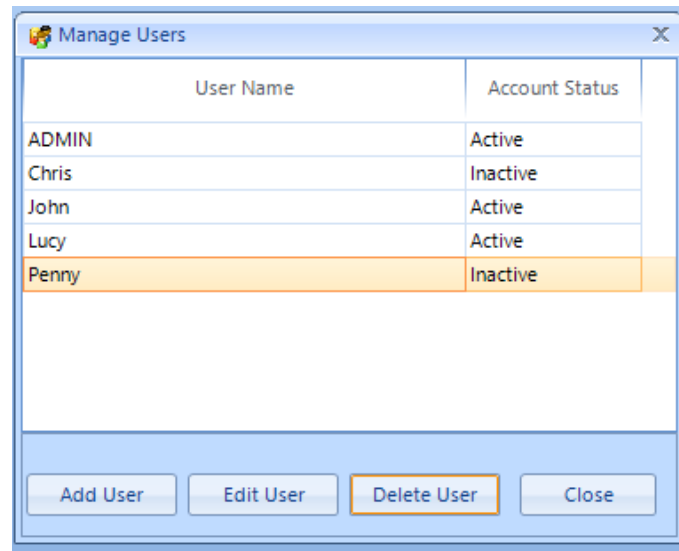 Manage Users X
User Name Account Status
ADMIN Active
Chris Inactive
John Active
Lucy Active
Penny Inactive
Add User Edit User Delete User Close